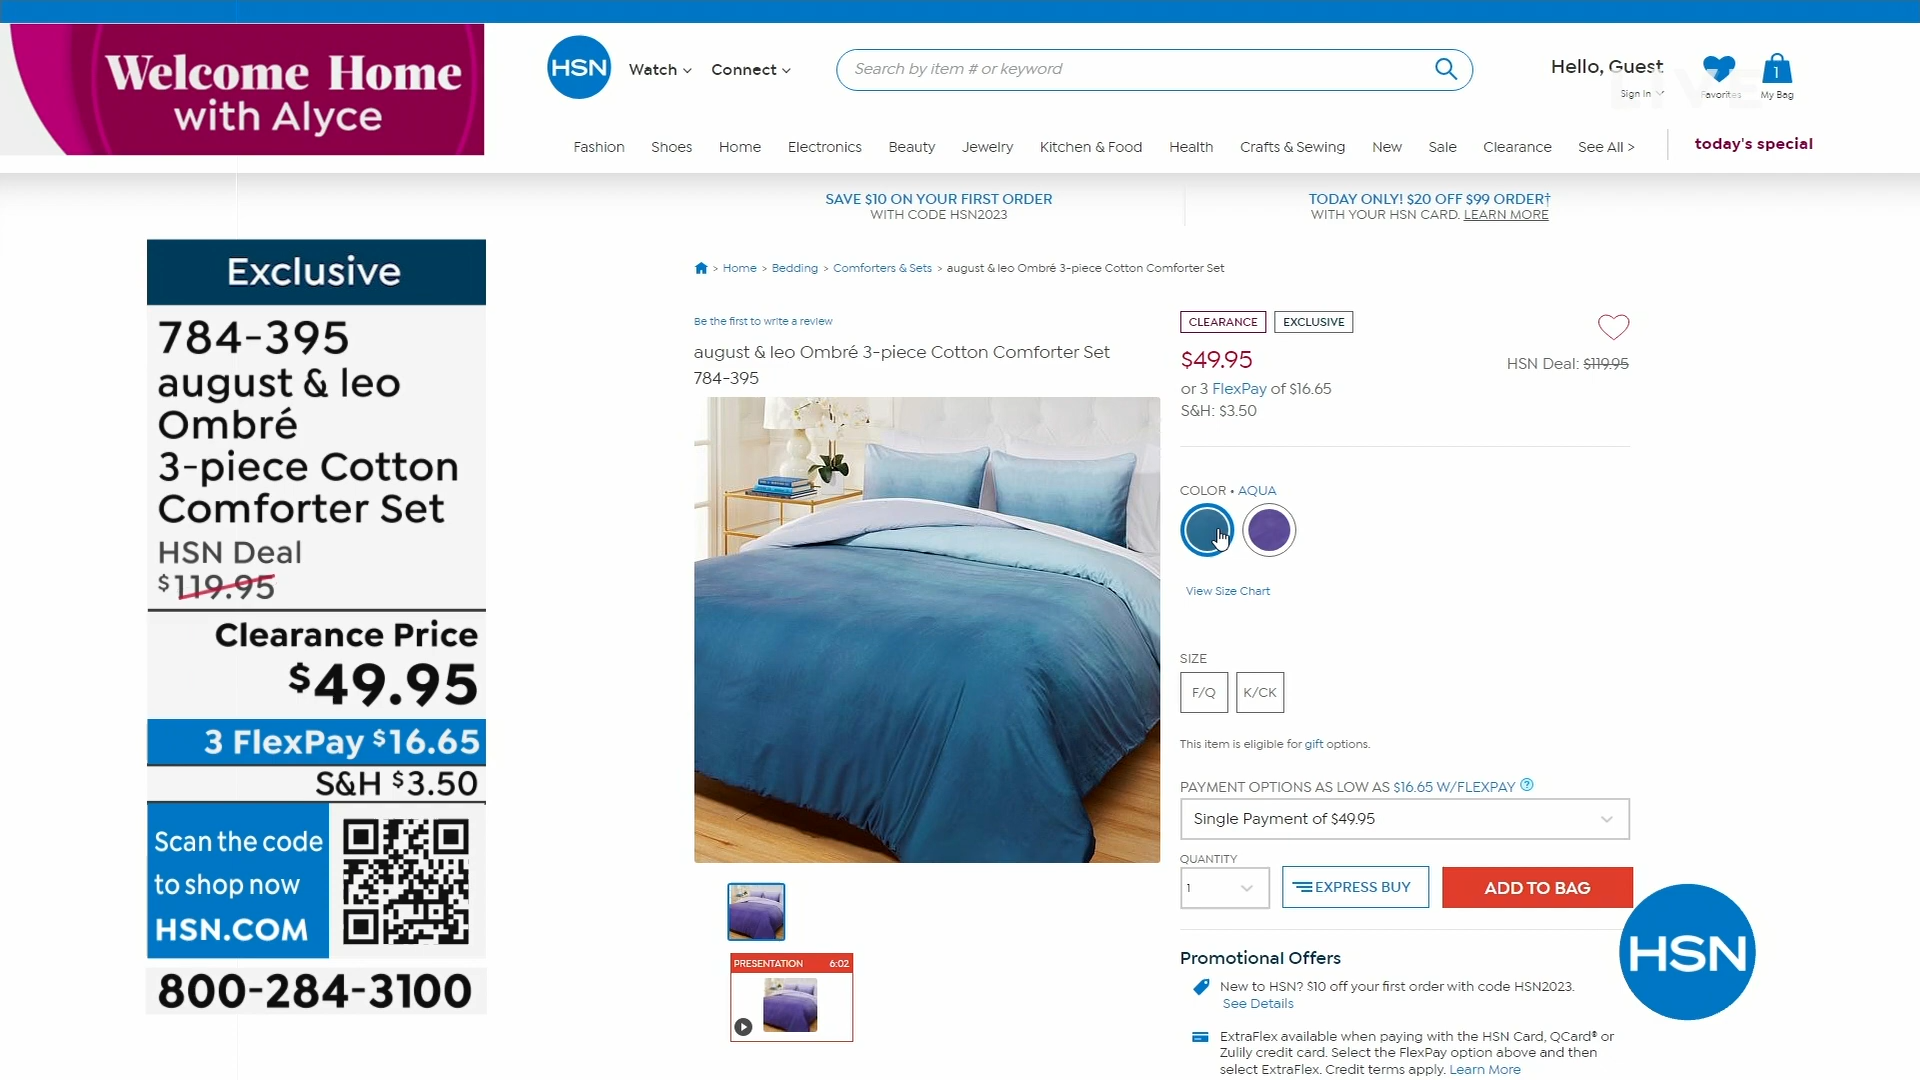 Welcome Home
with Alyce
HSN
Watch
Connect
Search by item # or keyword
Hello, Guest
Sign In
Favorites
1
My Bag
LIVE
Fashion
Shoes
Home
Electronics
Beauty
Jewelry
Kitchen & Food
Health
Crafts & Sewing
New
Sale
Clearance
See All >
today's special
SAVE $10 ON YOUR FIRST ORDER
WITH CODE HSN2023
TODAY ONLY! $20 OFF $99 ORDER†
WITH YOUR HSN CARD. LEARN MORE
Exclusive
784-395
august & leo
Ombré
3-piece Cotton
Comforter Set
HSN Deal
$119.95
Clearance Price
$49.95
3 FlexPay $16.65
S&H $3.50
Scan the code
to shop now
HSN.COM
800-284-3100
> Home > Bedding > Comforters & Sets > august & leo Ombré 3-piece Cotton Comforter Set
Be the first to write a review
august & leo Ombré 3-piece Cotton Comforter Set
784-395
PRESENTATION 6:02
CLEARANCE
EXCLUSIVE
$49.95
HSN Deal: $119.95
or 3 FlexPay of $16.65
S&H: $3.50
COLOR • AQUA
View Size Chart
SIZE
F/Q
K/CK
This item is eligible for gift options.
PAYMENT OPTIONS AS LOW AS $16.65 W/FLEXPAY ?
Single Payment of $49.95
QUANTITY
1
EXPRESS BUY
ADD TO BAG
Promotional Offers
New to HSN? $10 off your first order with code HSN2023.
See Details
ExtraFlex available when paying with the HSN Card, QCard® or
Zulily credit card. Select the FlexPay option above and then
select ExtraFlex. Credit terms apply. Learn More
HSN